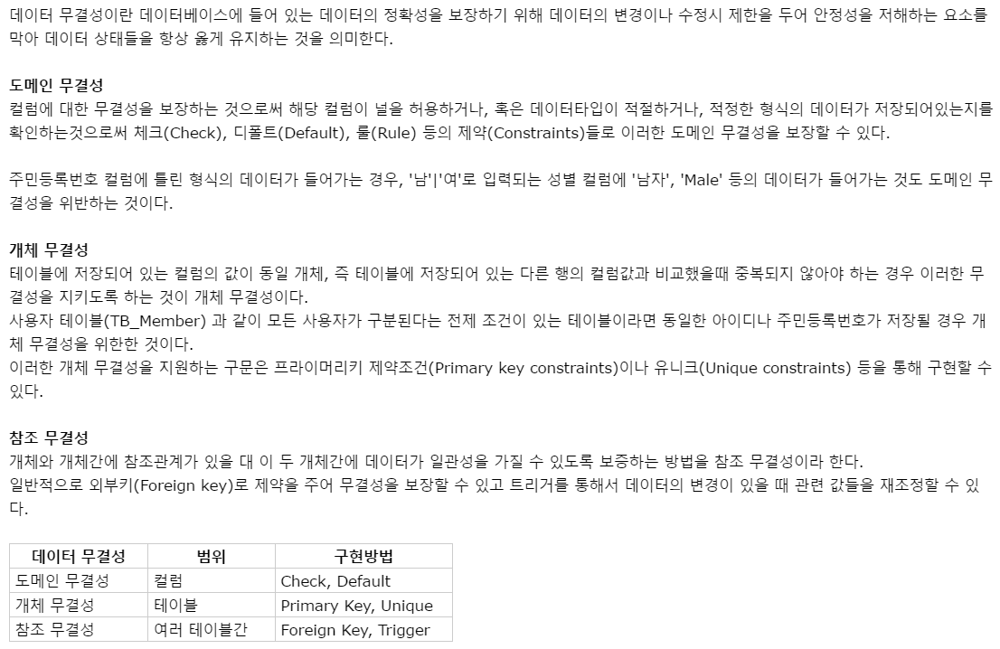 데이터 무결성이란 데이터베이스에 들어 있는 데이터의 정확성을 보장하기 위해 데이터의 변경이나 수정시 제한을 두어 안정성을 저해하는 요소를
막아 데이터 상태들을 항상 옳게 유지하는 것을 의미한다.
도메인 무결성
컬럼에 대한 무결성을 보장하는 것으로써 해당 컬럼이 널을 허용하거나, 혹은 데이터타입이 적절하거나, 적정한 형식의 데이터가 저장되어있는지를
확인하는것으로써 체크(Check), 디폴트(Default), 룰(Rule) 등의 제약(Constraints)들로 이러한 도메인 무결성을 보장할 수 있다.
주민등록번호 컬럼에 틀린 형식의 데이터가 들어가는 경우, '남'|'여'로 입력되는 성별 컬럼에 '남자', 'Male' 등의 데이터가 들어가는 것도 도메인 무
결성을 위반하는 것이다.
개체 무결성
테이블에 저장되어 있는 컬럼의 값이 동일 개체, 즉 테이블에 저장되어 있는 다른 행의 컬럼값과 비교했을때 중복되지 않아야 하는 경우 이러한 무
결성을 지키도록 하는 것이 개체 무결성이다.
사용자 테이블(TB_Member) 과 같이 모든 사용자가 구분된다는 전제 조건이 있는 테이블이라면 동일한 아이디나 주민등록번호가 저장될 경우 개
체 무결성을 위한한 것이다.
이러한 개체 무결성을 지원하는 구문은 프라이머리키 제약조건(Primary key constraints)이나 유니크(Unique constraints) 등을 통해 구현할 수
있다.
참조 무결성
개체와 개체간에 참조관계가 있을 대 이 두 개체간에 데이터가 일관성을 가질 수 있도록 보증하는 방법을 참조 무결성이라 한다.
일반적으로 외부키(Foreign key)로 제약을 주어 무결성을 보장할 수 있고 트리거를 통해서 데이터의 변경이 있을 때 관련 값들을 재조정할 수 있
다.
데이터 무결성 범위 구현방법
도메인 무결성 컬럼 Check, Default
개체 무결성 테이블 Primary Key, Unique
참조 무결성 여러 테이블간 Foreign Key, Trigger